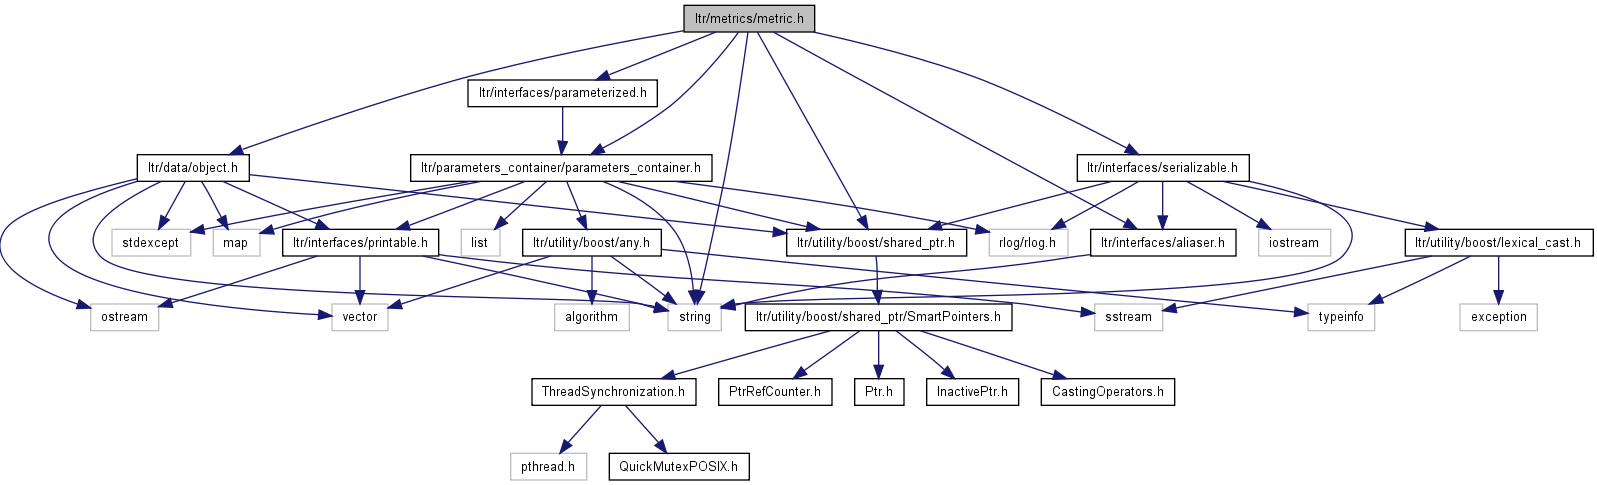 ltr/metrics/metric.h
ltr/interfaces/parameterized.h
ltr/data/object.h
ltr/parameters_container/parameters_container.h
ltr/interfaces/serializable.h
stdexcept
map
ltr/interfaces/printable.h
list
ltr/utility/boost/any.h
ltr/utility/boost/shared_ptr.h
rlog/rlog.h
ltr/interfaces/aliaser.h
iostream
ltr/utility/boost/lexical_cast.h
ostream
vector
algorithm
string
ltr/utility/boost/shared_ptr/SmartPointers.h
sstream
typeinfo
exception
ThreadSynchronization.h
PtrRefCounter.h
Ptr.h
InactivePtr.h
CastingOperators.h
pthread.h
QuickMutexPOSIX.h